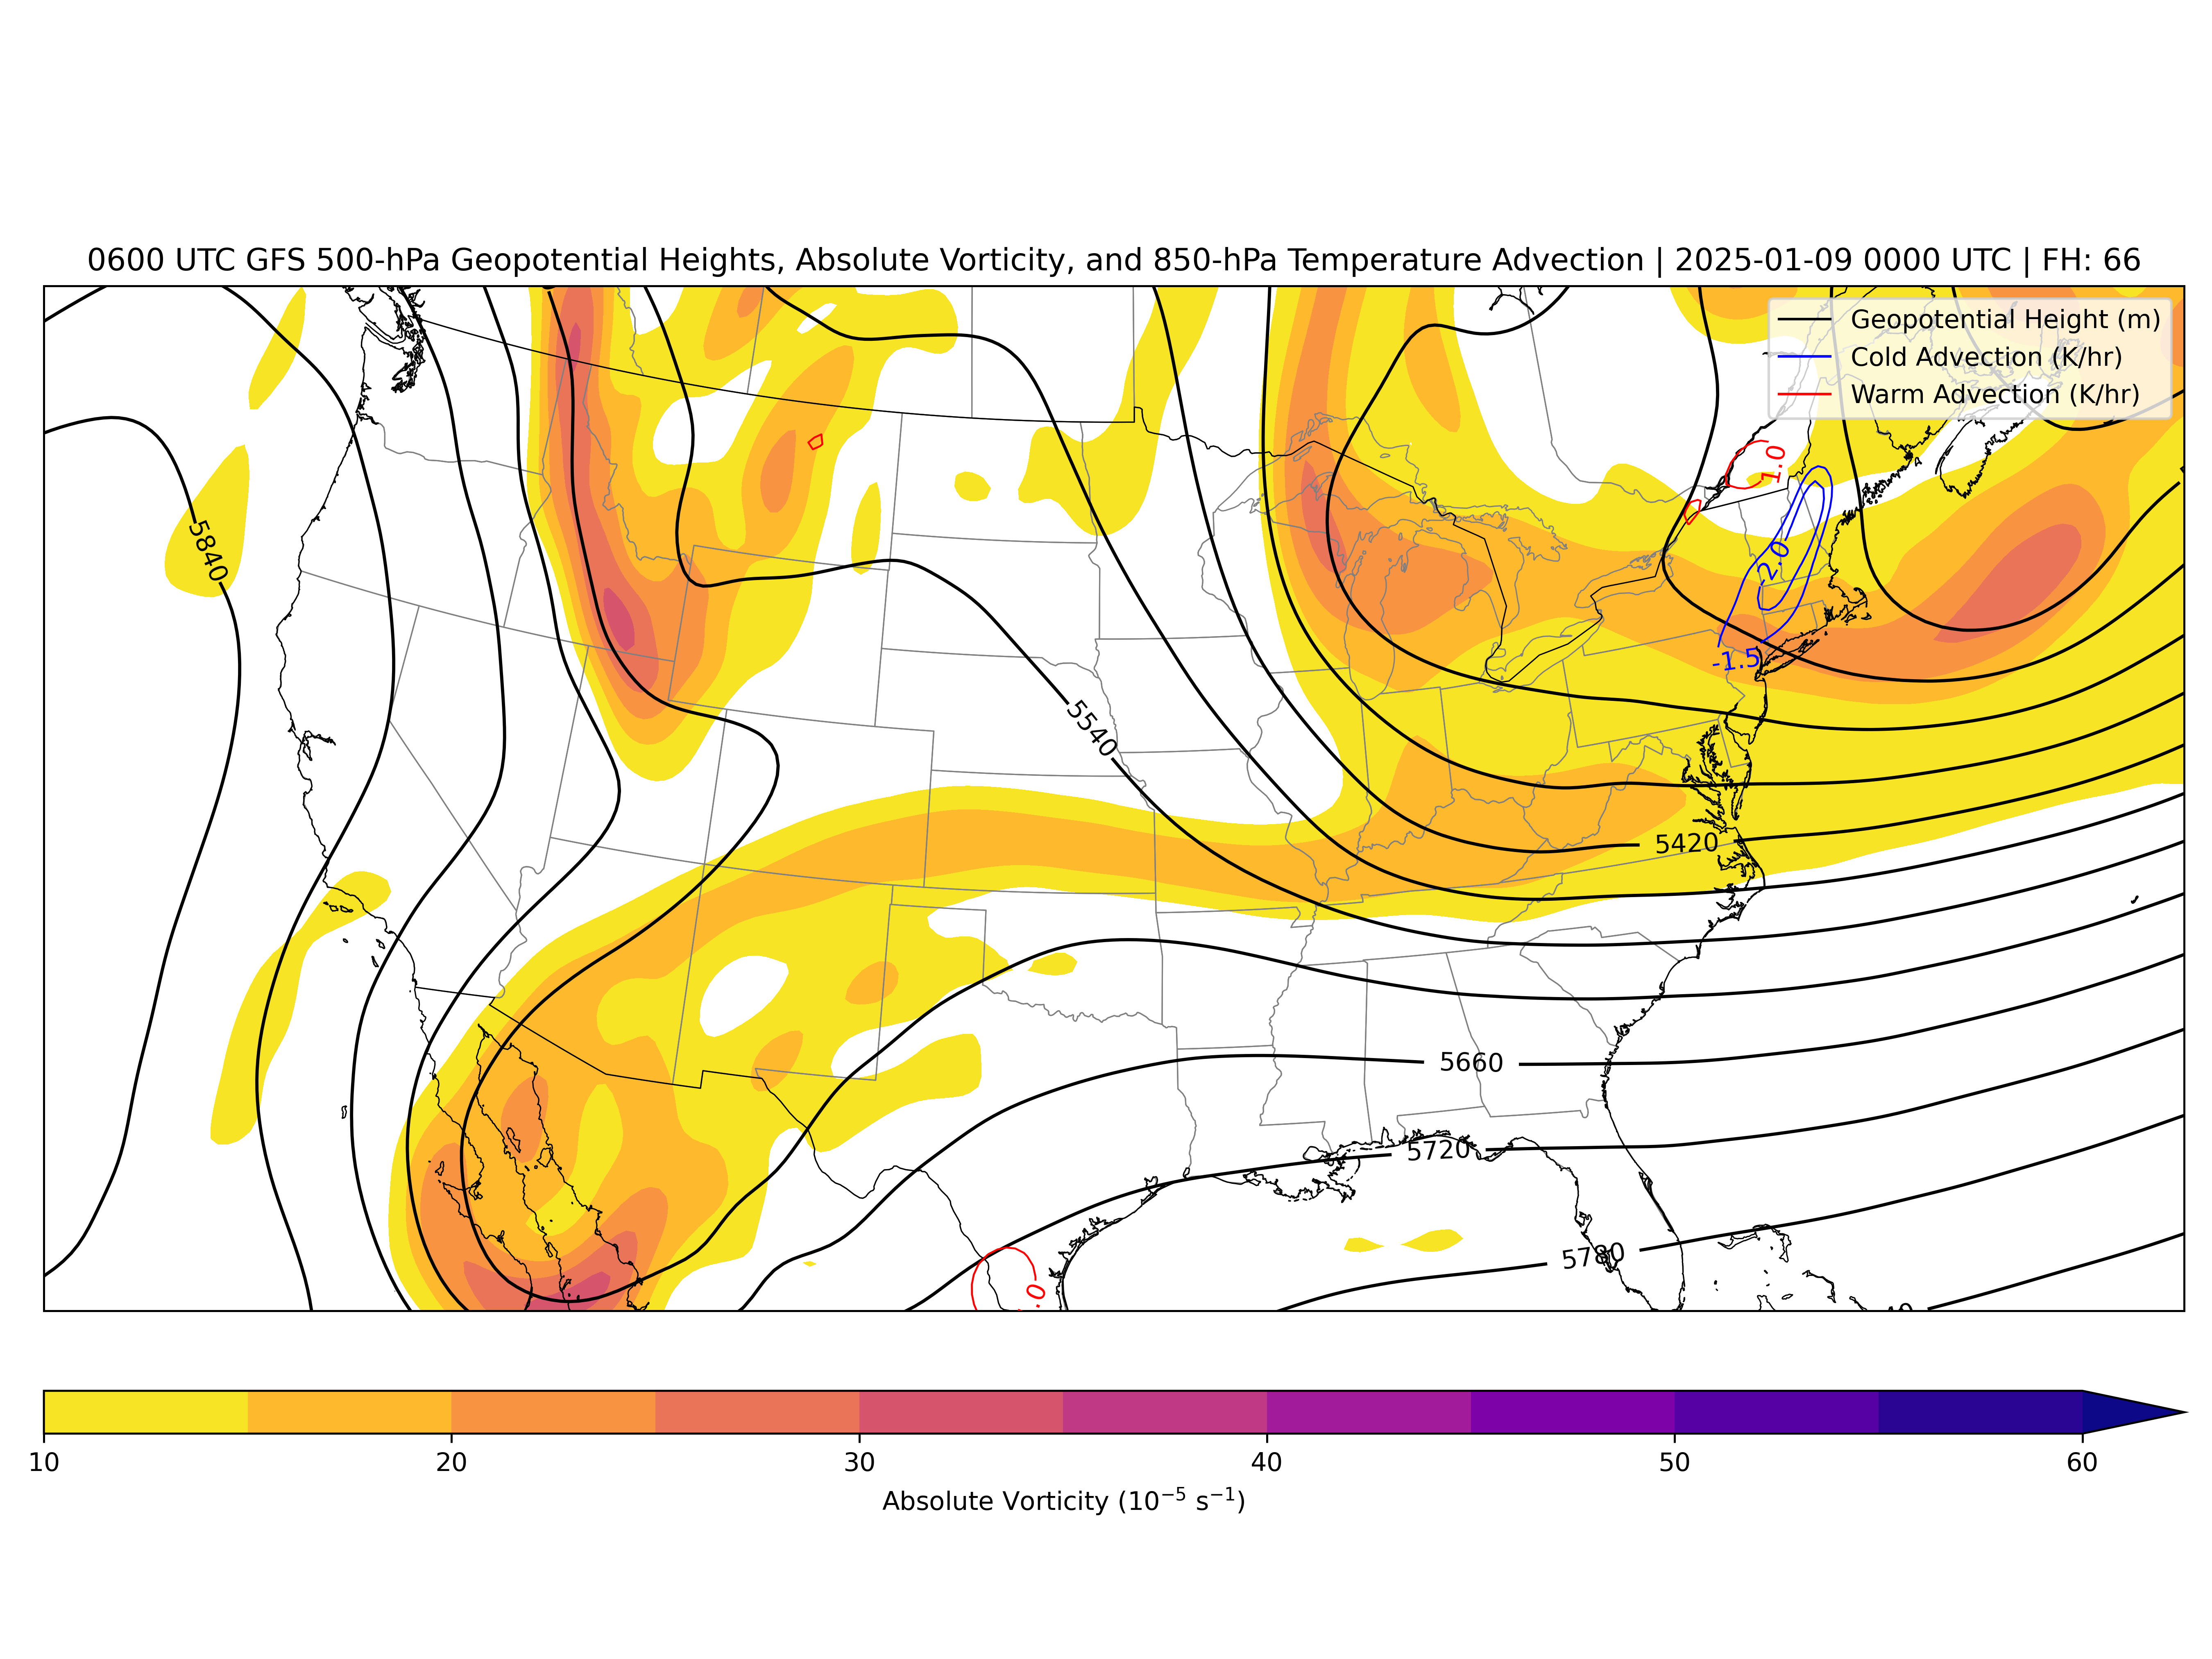 0600 UTC GFS 500-hPa Geopotential Heights, Absolute Vorticity, and 850-hPa Temperature Advection | 2025-01-09 0000 UTC | FH: 66
Geopotential Height (m)
Cold Advection (K/hr)
Warm Advection (K/hr)
1.0
5840
-2.0
-1.5
5540
5420
5660
5720
5780
10 20 30 40 50 60
Absolute Vorticity (10⁻⁵ s⁻¹)